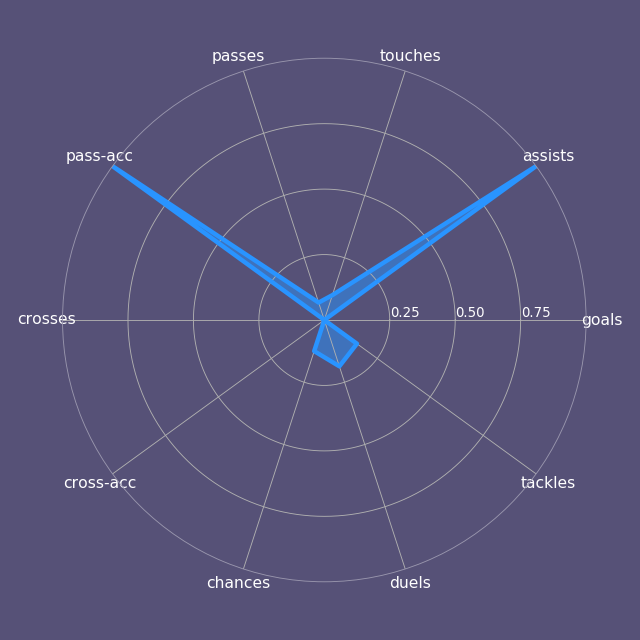 passes touches
pass-acc assists
crosses 0.25 0.50 0.75 goals
cross-acc tackles
chances duels